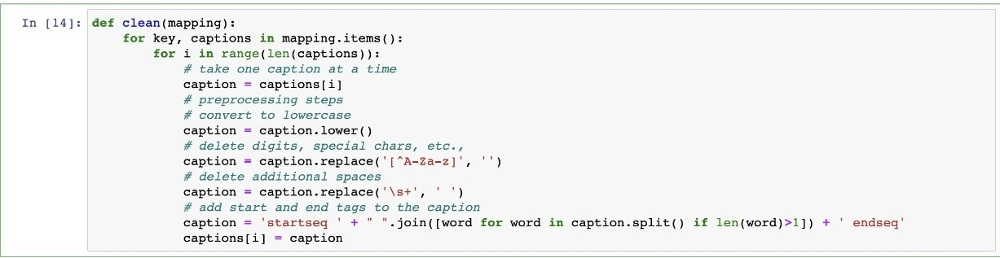 In [14]: def clean(mapping):
    for key, captions in mapping.items():
        for i in range(len(captions)):
            # take one caption at a time
            caption = captions[i]
            # preprocessing steps
            # convert to lowercase
            caption = caption.lower()
            # delete digits, special chars, etc.,
            caption = caption.replace('[^A-Za-z]', '')
            # delete additional spaces
            caption = caption.replace('\s+', ' ')
            # add start and end tags to the caption
            caption = 'startseq ' + " ".join([word for word in caption.split() if len(word)>1]) + ' endseq'
            captions[i] = caption